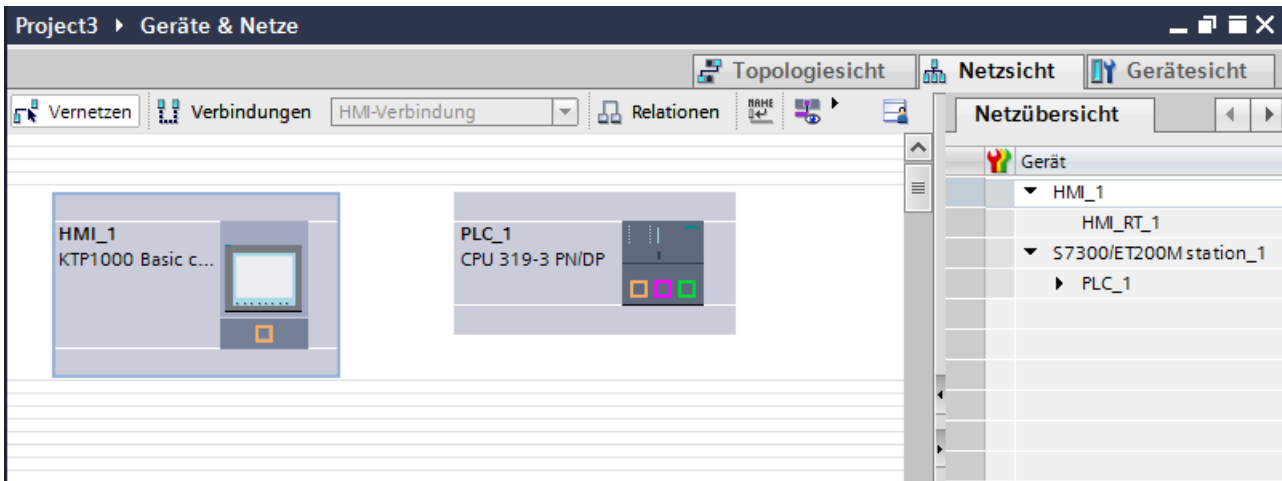 Project3 ▸ Geräte & Netze
Topologiesicht Netzsicht Gerätesicht
Vernetzen Verbindungen HMI-Verbindung Relationen NAME Netzübersicht
Gerät
HMI_1
HMI_RT_1
S7300/ET200M station_1
PLC_1
HMI_1
KTP1000 Basic c...
PLC_1
CPU 319-3 PN/DP